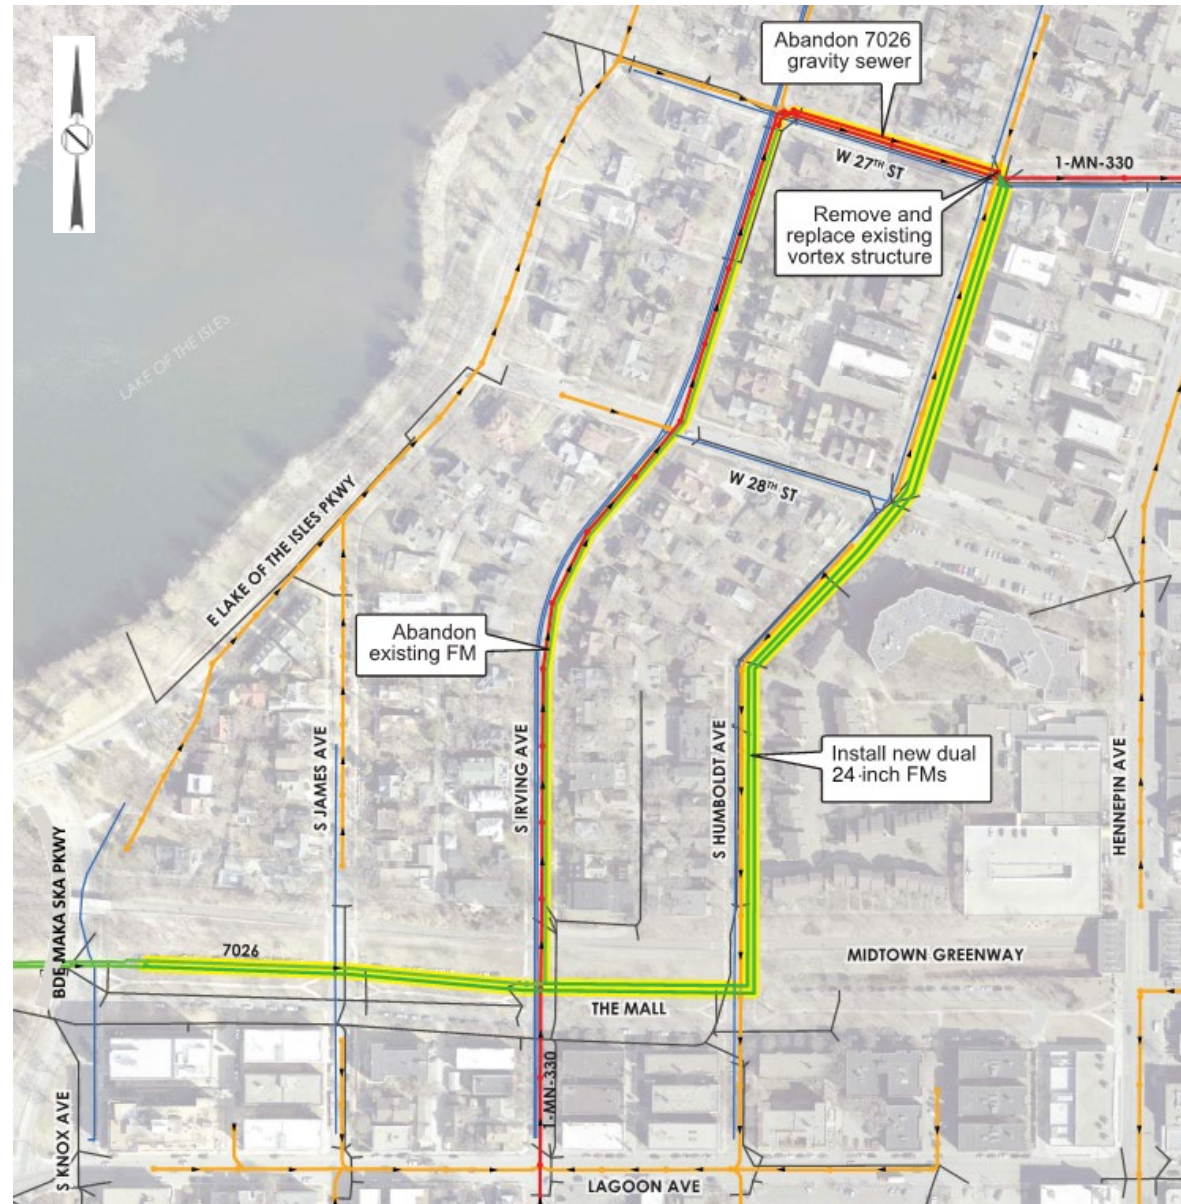 Abandon 7026
gravity sewer
W 27TH ST
1-MN-330
Remove and
replace existing
vortex structure
LAKE OF THE ISLES
W 28TH ST
E LAKE OF THE ISLES PKWY
Abandon
existing FM
S JAMES AVE
S IRVING AVE
S HUMBOLDT AVE
Install new dual
24-inch FMs
HENNEPIN AVE
BDE MAKA SKA PKWY
7026
MIDTOWN GREENWAY
THE MALL
1-MN-330
S KNOX AVE
LAGOON AVE